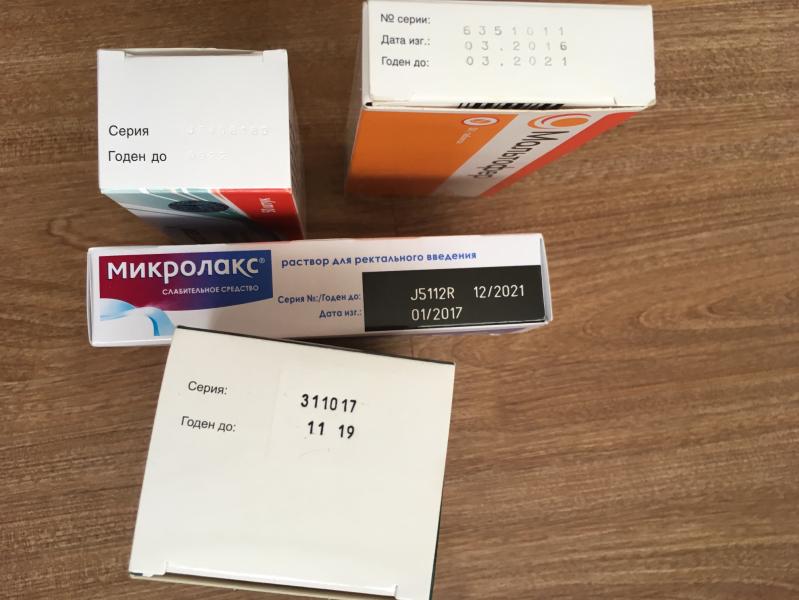 № серии: 6351011
Дата изг.: 03.2016
Годен до: 03.2021
Мальтофер
Серия
Годен до 0922
МИКРОЛАКС®
СЛАБИТЕЛЬНОЕ СРЕДСТВО
раствор для ректального введения
Серия №:/Годен до: J5112R 12/2021
Дата изг.: 01/2017
Серия: 311017
Годен до: 11 19